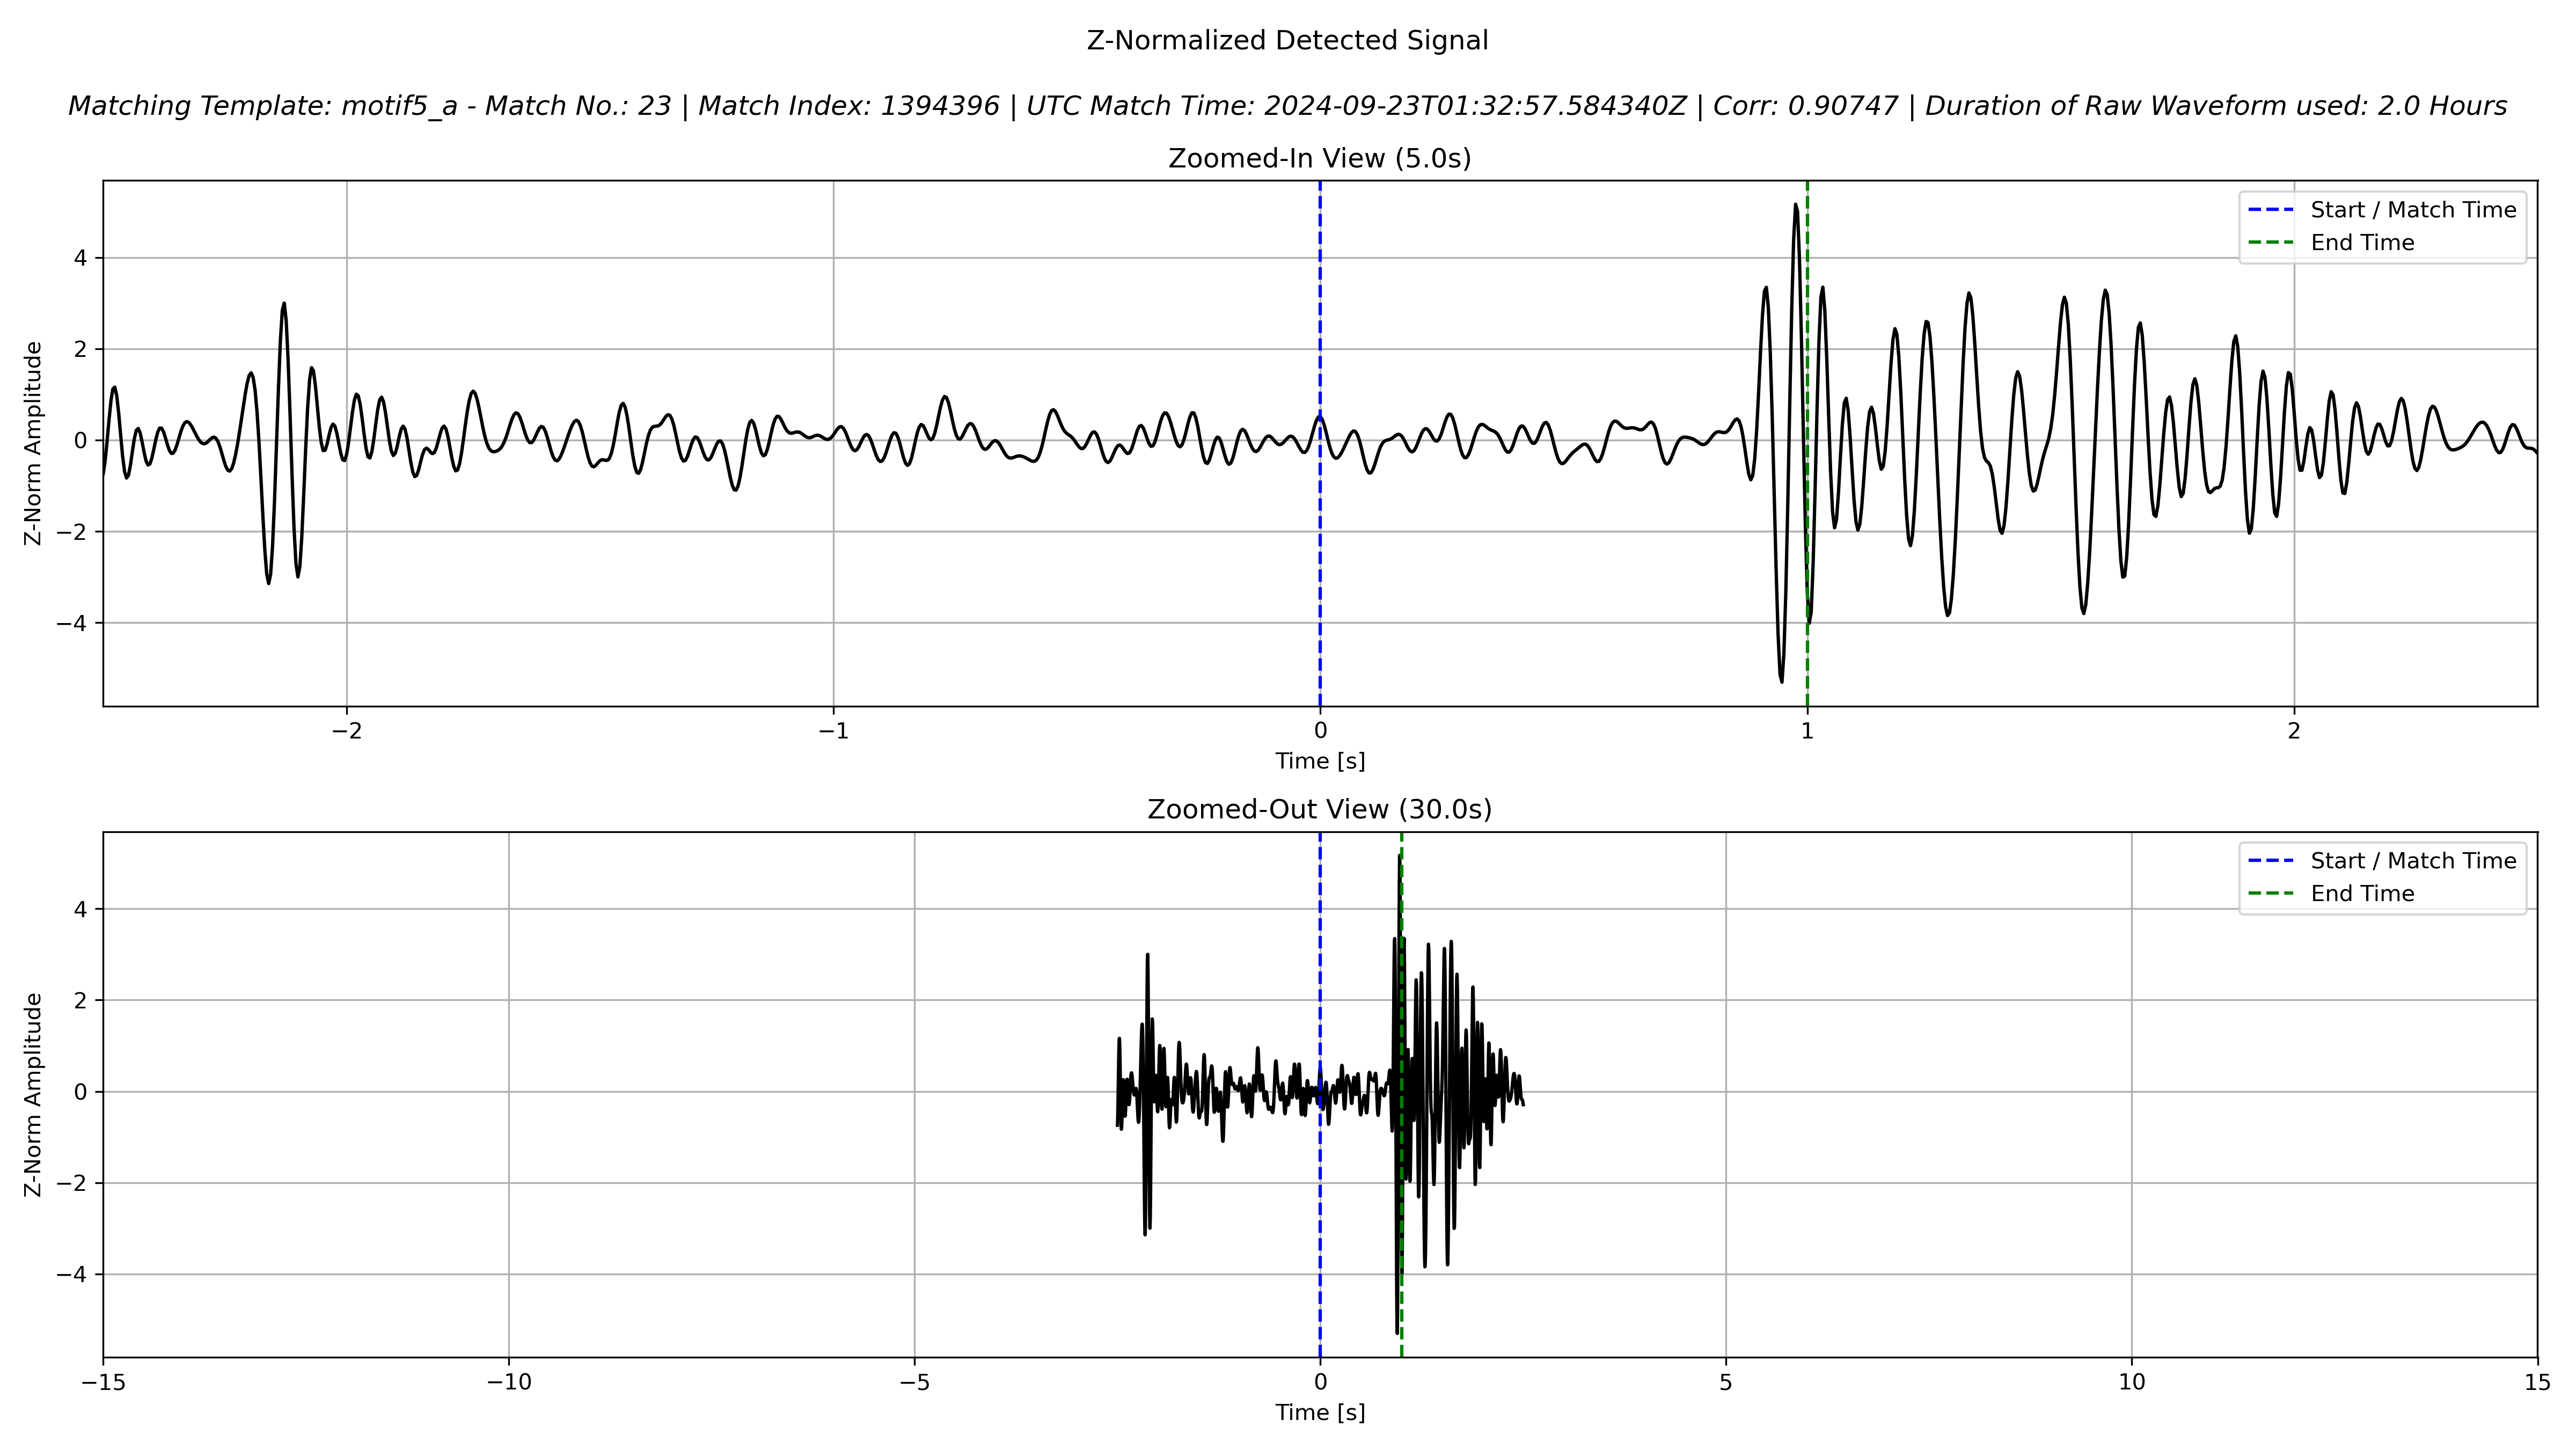 Z-Normalized Detected Signal
Matching Template: motif5_a - Match No.: 23 | Match Index: 1394396 | UTC Match Time: 2024-09-23T01:32:57.584340Z | Corr: 0.90747 | Duration of Raw Waveform used: 2.0 Hours
Zoomed-In View (5.0s)
Start / Match Time
End Time
Z-Norm Amplitude
4
2
0
−2
−4
−2
−1
0
1
2
Time [s]
Zoomed-Out View (30.0s)
Start / Match Time
End Time
Z-Norm Amplitude
4
2
0
−2
−4
−15
−10
−5
0
5
10
15
Time [s]